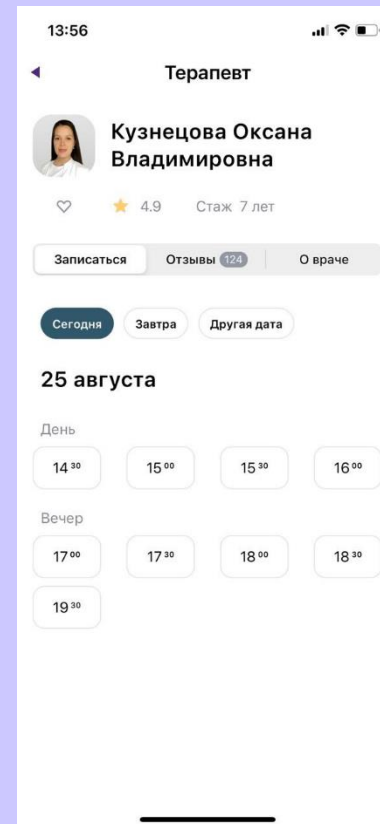 13:56
Терапевт
Кузнецова Оксана
Владимировна
4.9 Стаж 7 лет
Записаться Отзывы 124 О враче
Сегодня Завтра Другая дата
25 августа
День
14 30 15 00 15 30 16 00
Вечер
17 00 17 30 18 00 18 30
19 30